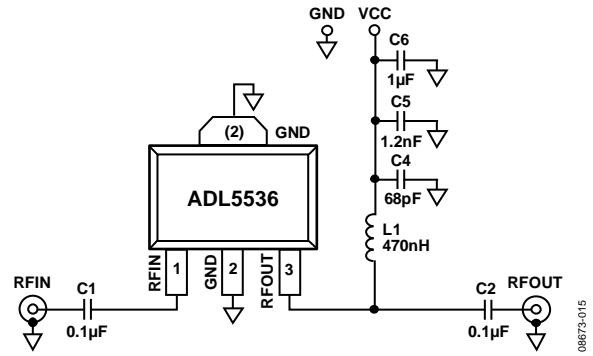 GND VCC
C6
1µF
C5
1.2nF
C4
68pF
L1
470nH
(2) GND
ADL5536
RFIN 1
GND 2
RFOUT 3
RFIN
C1
0.1µF
C2
0.1µF
RFOUT
08673-015